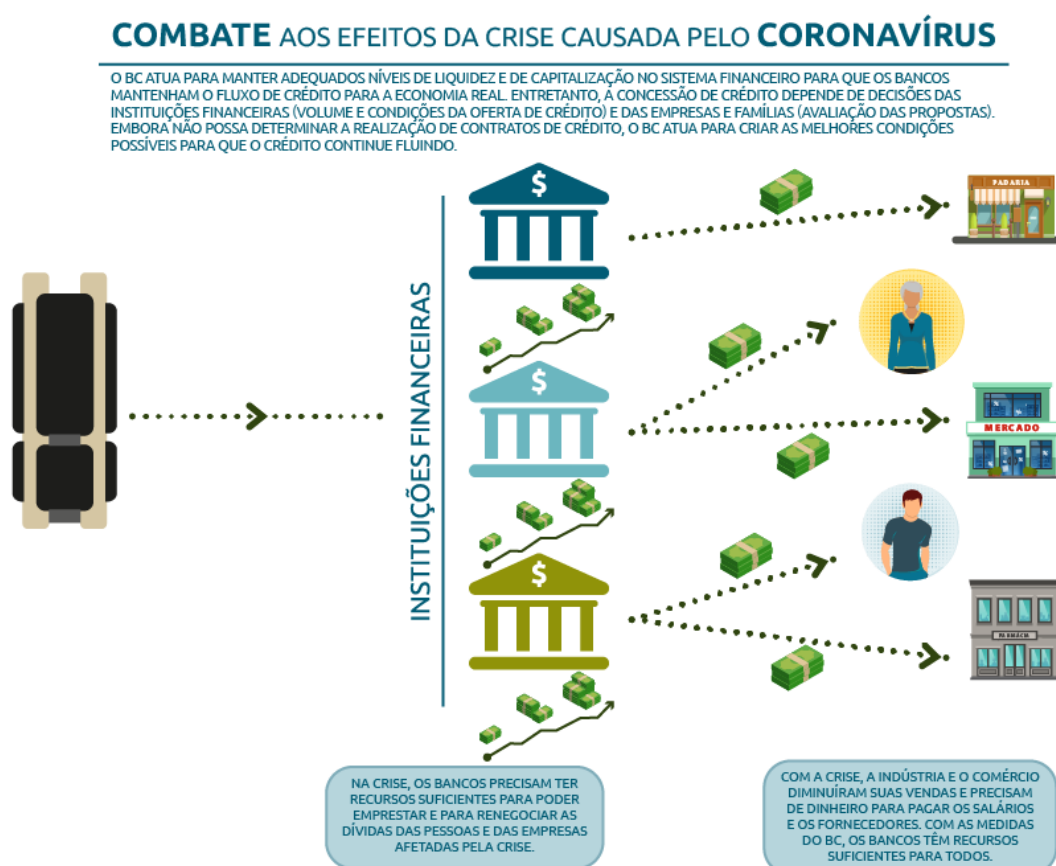 COMBATE AOS EFEITOS DA CRISE CAUSADA PELO CORONAVÍRUS
O BC ATUA PARA MANTER ADEQUADOS NÍVEIS DE LIQUIDEZ E DE CAPITALIZAÇÃO NO SISTEMA FINANCEIRO PARA QUE OS BANCOS
MANTENHAM O FLUXO DE CRÉDITO PARA A ECONOMIA REAL. ENTRETANTO, A CONCESSÃO DE CRÉDITO DEPENDE DE DECISÕES DAS
INSTITUIÇÕES FINANCEIRAS (VOLUME E CONDIÇÕES DA OFERTA DE CRÉDITO) E DAS EMPRESAS E FAMÍLIAS (AVALIAÇÃO DAS PROPOSTAS).
EMBORA NÃO POSSA DETERMINAR A REALIZAÇÃO DE CONTRATOS DE CRÉDITO, O BC ATUA PARA CRIAR AS MELHORES CONDIÇÕES
POSSÍVEIS PARA QUE O CRÉDITO CONTINUE FLUINDO.
INSTITUIÇÕES FINANCEIRAS
$
$
$
PADARIA
MERCADO
FARMÁCIA
NA CRISE, OS BANCOS PRECISAM TER
RECURSOS SUFICIENTES PARA PODER
EMPRESTAR E PARA RENEGOCIAR AS
DÍVIDAS DAS PESSOAS E DAS EMPRESAS
AFETADAS PELA CRISE.
COM A CRISE, A INDÚSTRIA E O COMÉRCIO
DIMINUÍRAM SUAS VENDAS E PRECISAM
DE DINHEIRO PARA PAGAR OS SALÁRIOS
E OS FORNECEDORES. COM AS MEDIDAS
DO BC, OS BANCOS TÊM RECURSOS
SUFICIENTES PARA TODOS.